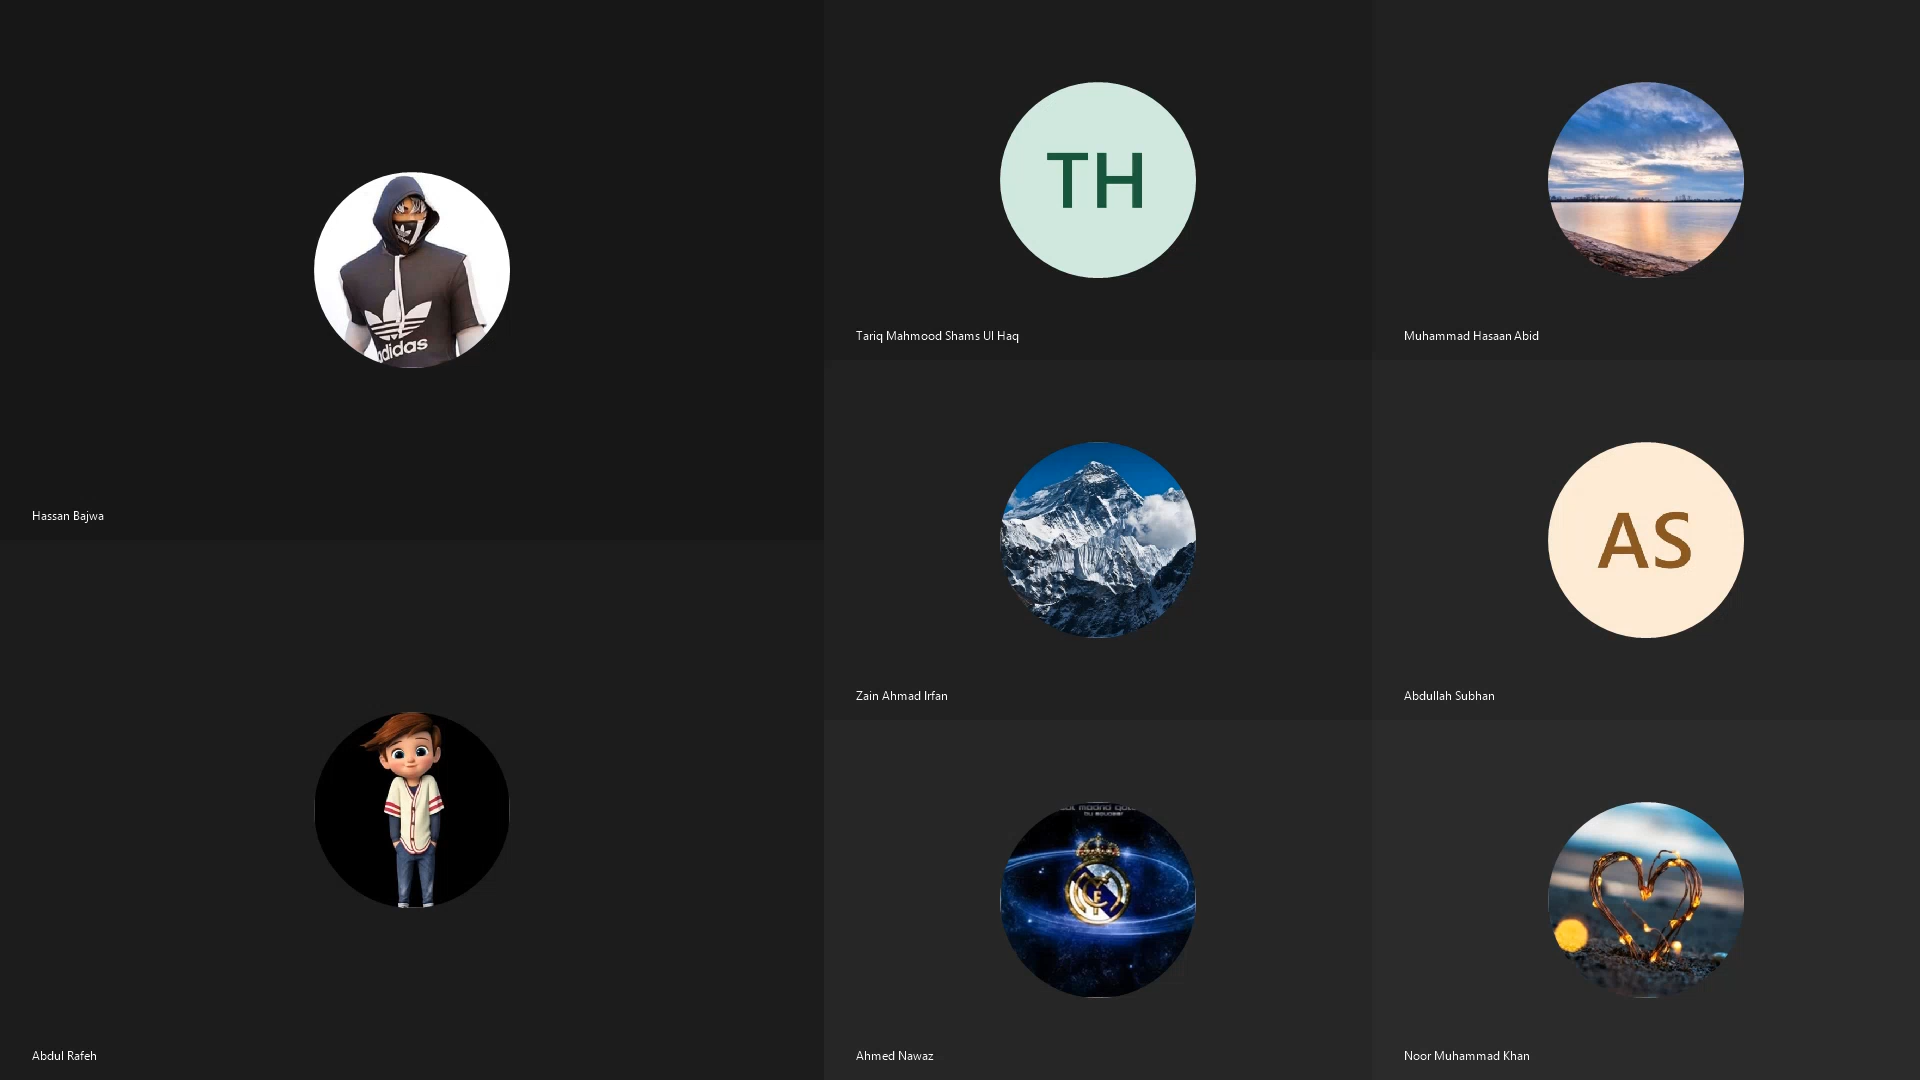 adidas
Hassan Bajwa
TH
Tariq Mahmood Shams Ul Haq
Muhammad Hasaan Abid
Zain Ahmad Irfan
AS
Abdullah Subhan
Abdul Rafeh
Ahmed Nawaz
Noor Muhammad Khan